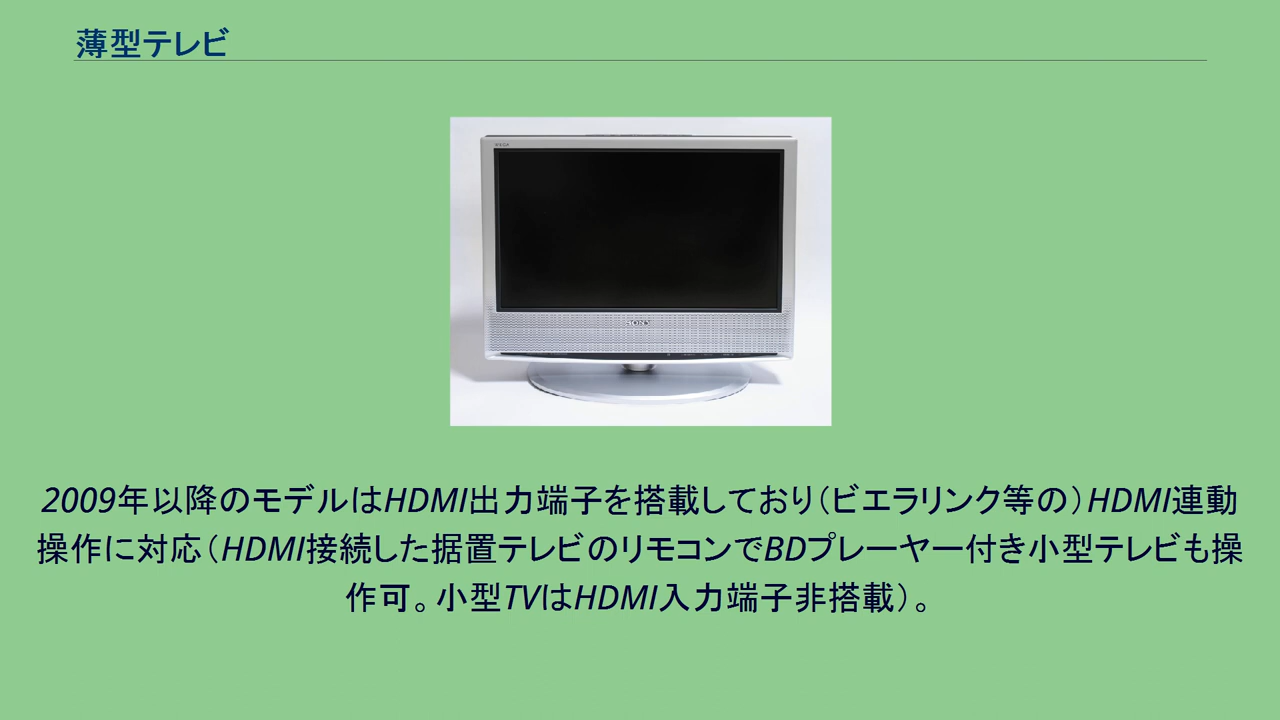 薄型テレビ
SONY
2009年以降のモデルはHDMI出力端子を搭載しており（ビエラリンク等の）HDMI連動
操作に対応（HDMI接続した据置テレビのリモコンでBDプレーヤー付き小型テレビも操
作可。小型TVはHDMI入力端子非搭載）。